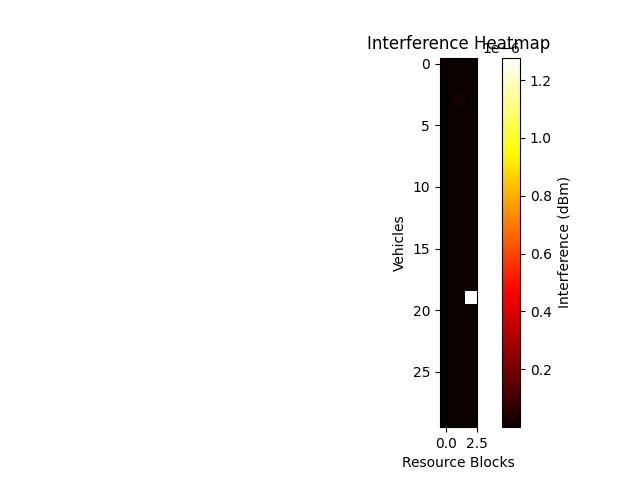 Interference Heatmap
1e−6
0
5
10
15
20
25
Vehicles
0.0 2.5
Resource Blocks
1.2
1.0
0.8
0.6
0.4
0.2
Interference (dBm)